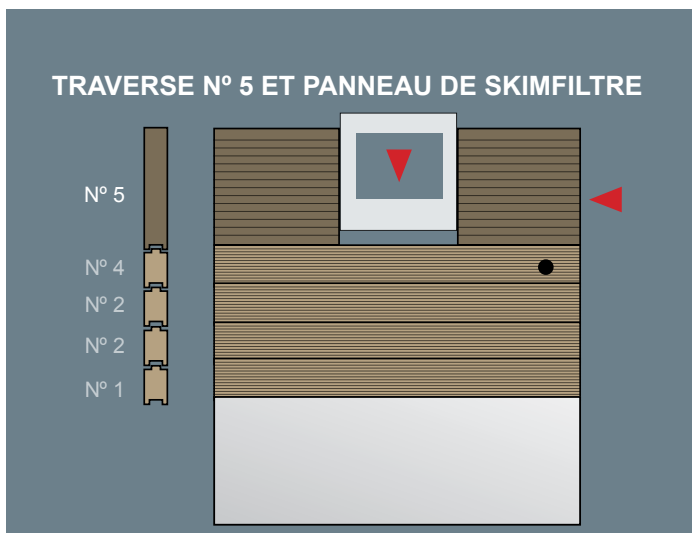 TRAVERSE Nº 5 ET PANNEAU DE SKIMFILTRE
Nº 5
Nº 4
Nº 2
Nº 2
Nº 1